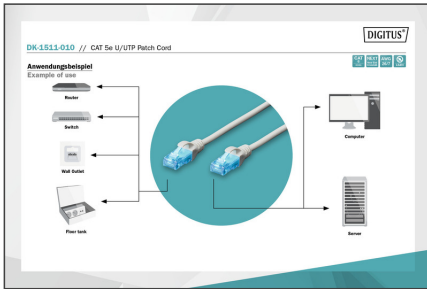 DIGITUS®
DK-1511-010 // CAT 5e U/UTP Patch Cord
Anwendungsbeispiel
Example of use
Router
Switch
Wall Outlet
Floor tank
Computer
Server